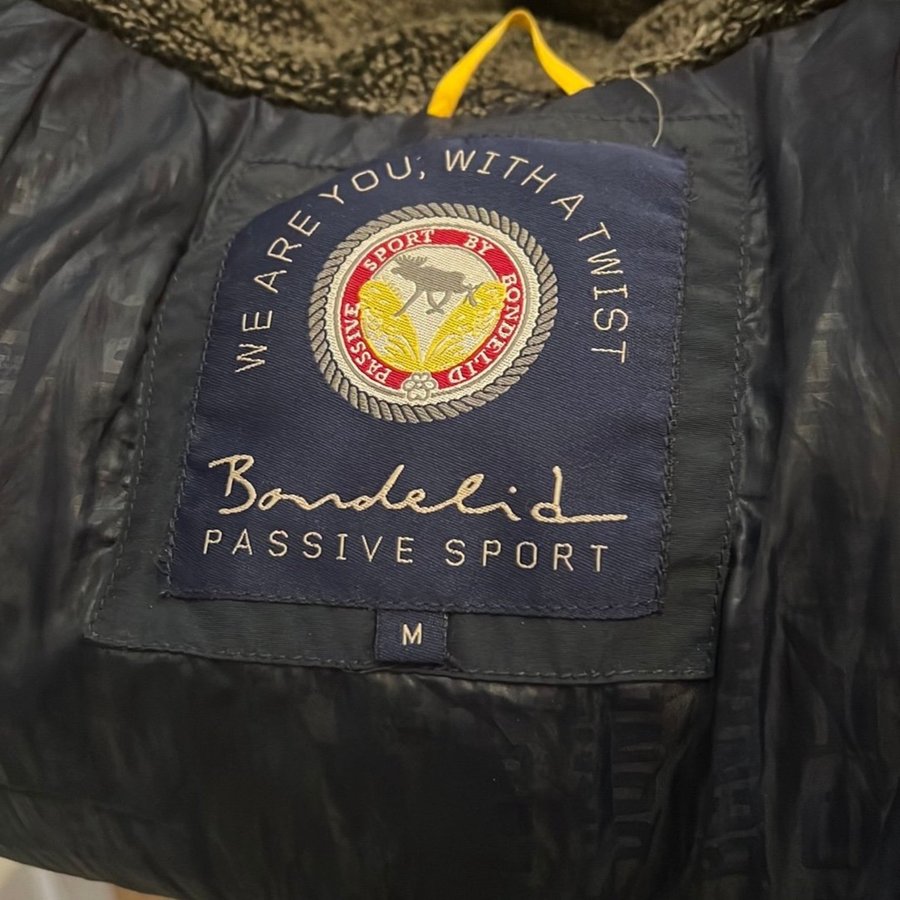 WE ARE YOU, WITH A TWIST
PASSIVE SPORT BY BONDELID
Bondelid
PASSIVE SPORT
M